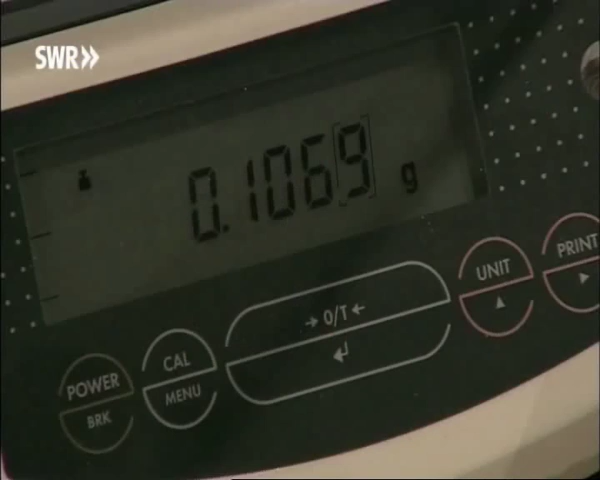 SWR»
0.1069 g
→0/T←
UNIT
PRINT
CAL
MENU
POWER
BRK